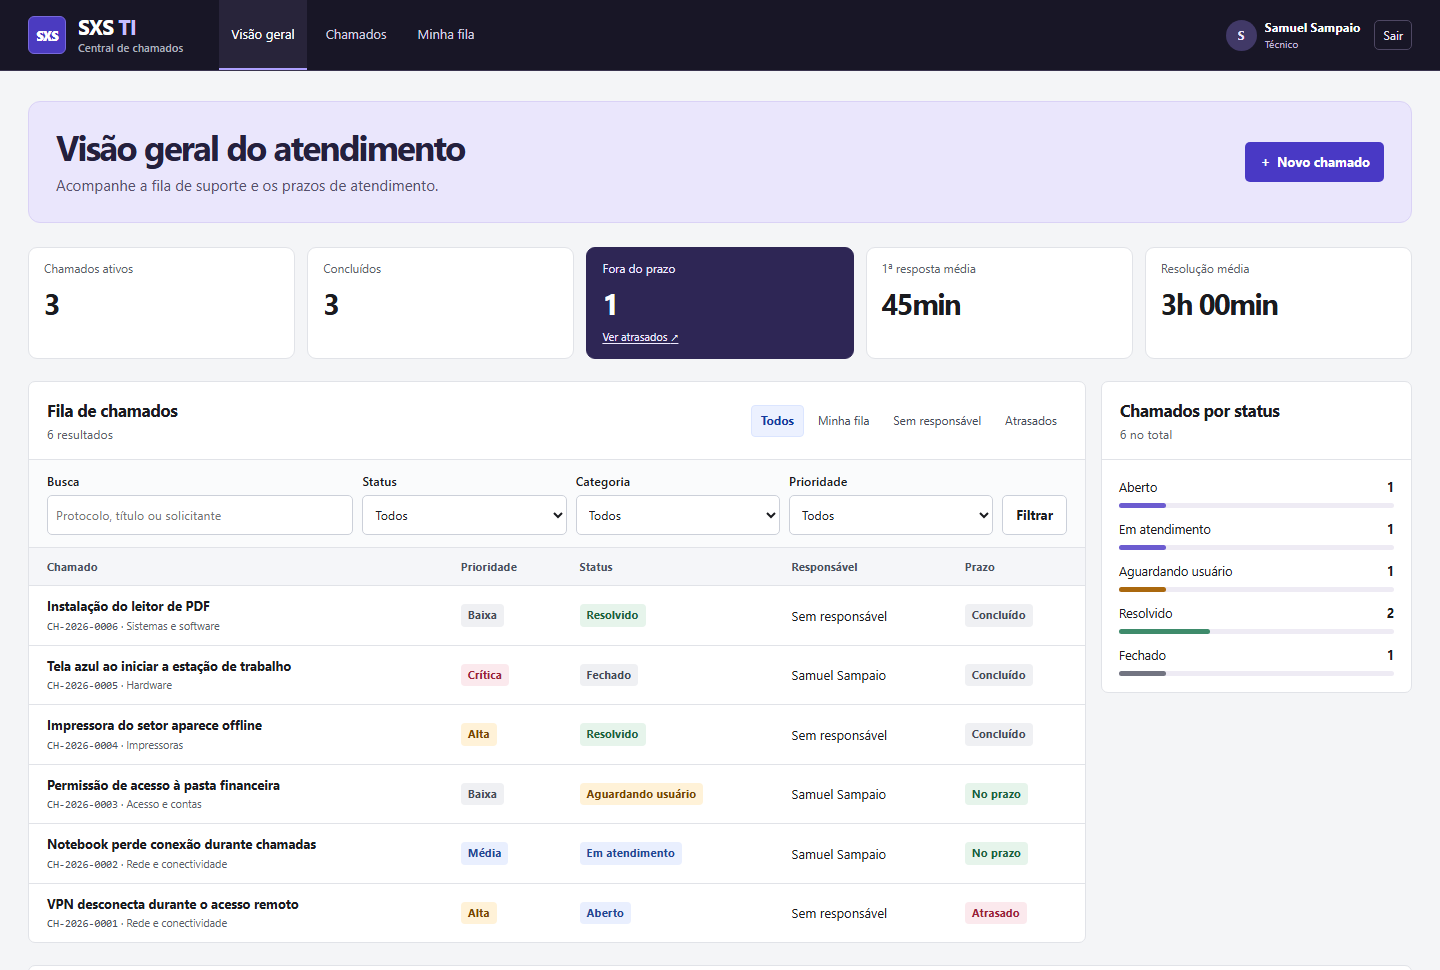 SXS
SXS TI
Central de chamados
Visão geral
Chamados
Minha fila
S
Samuel Sampaio
Técnico
Sair
Visão geral do atendimento
Acompanhe a fila de suporte e os prazos de atendimento.
+ Novo chamado
Chamados ativos
3
Concluídos
3
Fora do prazo
1
Ver atrasados ↗
1ª resposta média
45min
Resolução média
3h 00min
Fila de chamados
6 resultados
Todos
Minha fila
Sem responsável
Atrasados
Busca
Protocolo, título ou solicitante
Status
Todos
Categoria
Todos
Prioridade
Todos
Filtrar
Chamado Prioridade Status Responsável Prazo
Instalação do leitor de PDF
CH-2026-0006 · Sistemas e software
Baixa Resolvido Sem responsável Concluído
Tela azul ao iniciar a estação de trabalho
CH-2026-0005 · Hardware
Crítica Fechado Samuel Sampaio Concluído
Impressora do setor aparece offline
CH-2026-0004 · Impressoras
Alta Resolvido Sem responsável Concluído
Permissão de acesso à pasta financeira
CH-2026-0003 · Acesso e contas
Baixa Aguardando usuário Samuel Sampaio No prazo
Notebook perde conexão durante chamadas
CH-2026-0002 · Rede e conectividade
Média Em atendimento Samuel Sampaio No prazo
VPN desconecta durante o acesso remoto
CH-2026-0001 · Rede e conectividade
Alta Aberto Sem responsável Atrasado
Chamados por status
6 no total
Aberto 1
Em atendimento 1
Aguardando usuário 1
Resolvido 2
Fechado 1